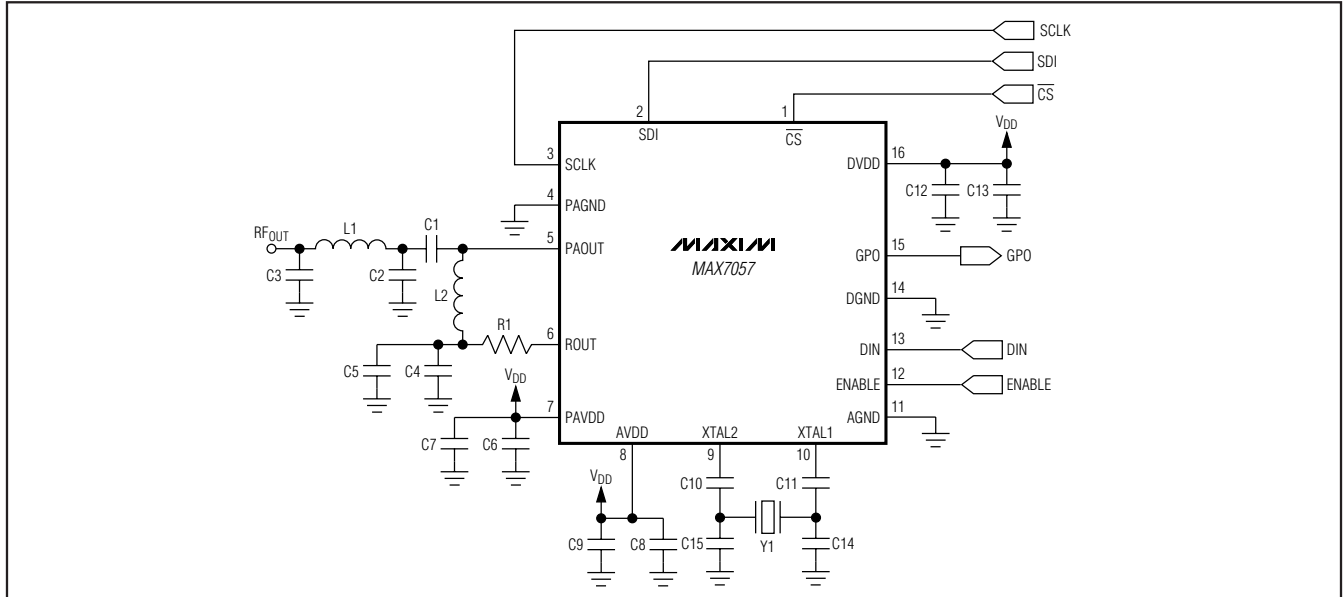 SCLK
SDI
C̅S̅
2
1
SDI
C̅S̅
VDD
3
SCLK
DVDD
16
C12
C13
4
PAGND
RFOUT
L1
C1
5
PAOUT
MAXIM
MAX7057
GPO
15
GPO
C3
C2
L2
DGND
14
R1
6
ROUT
DIN
13
DIN
C5
C4
VDD
ENABLE
12
ENABLE
7
PAVDD
AGND
11
C7
C6
AVDD
XTAL2
XTAL1
8
9
10
VDD
C10
C11
C9
C8
C15
Y1
C14